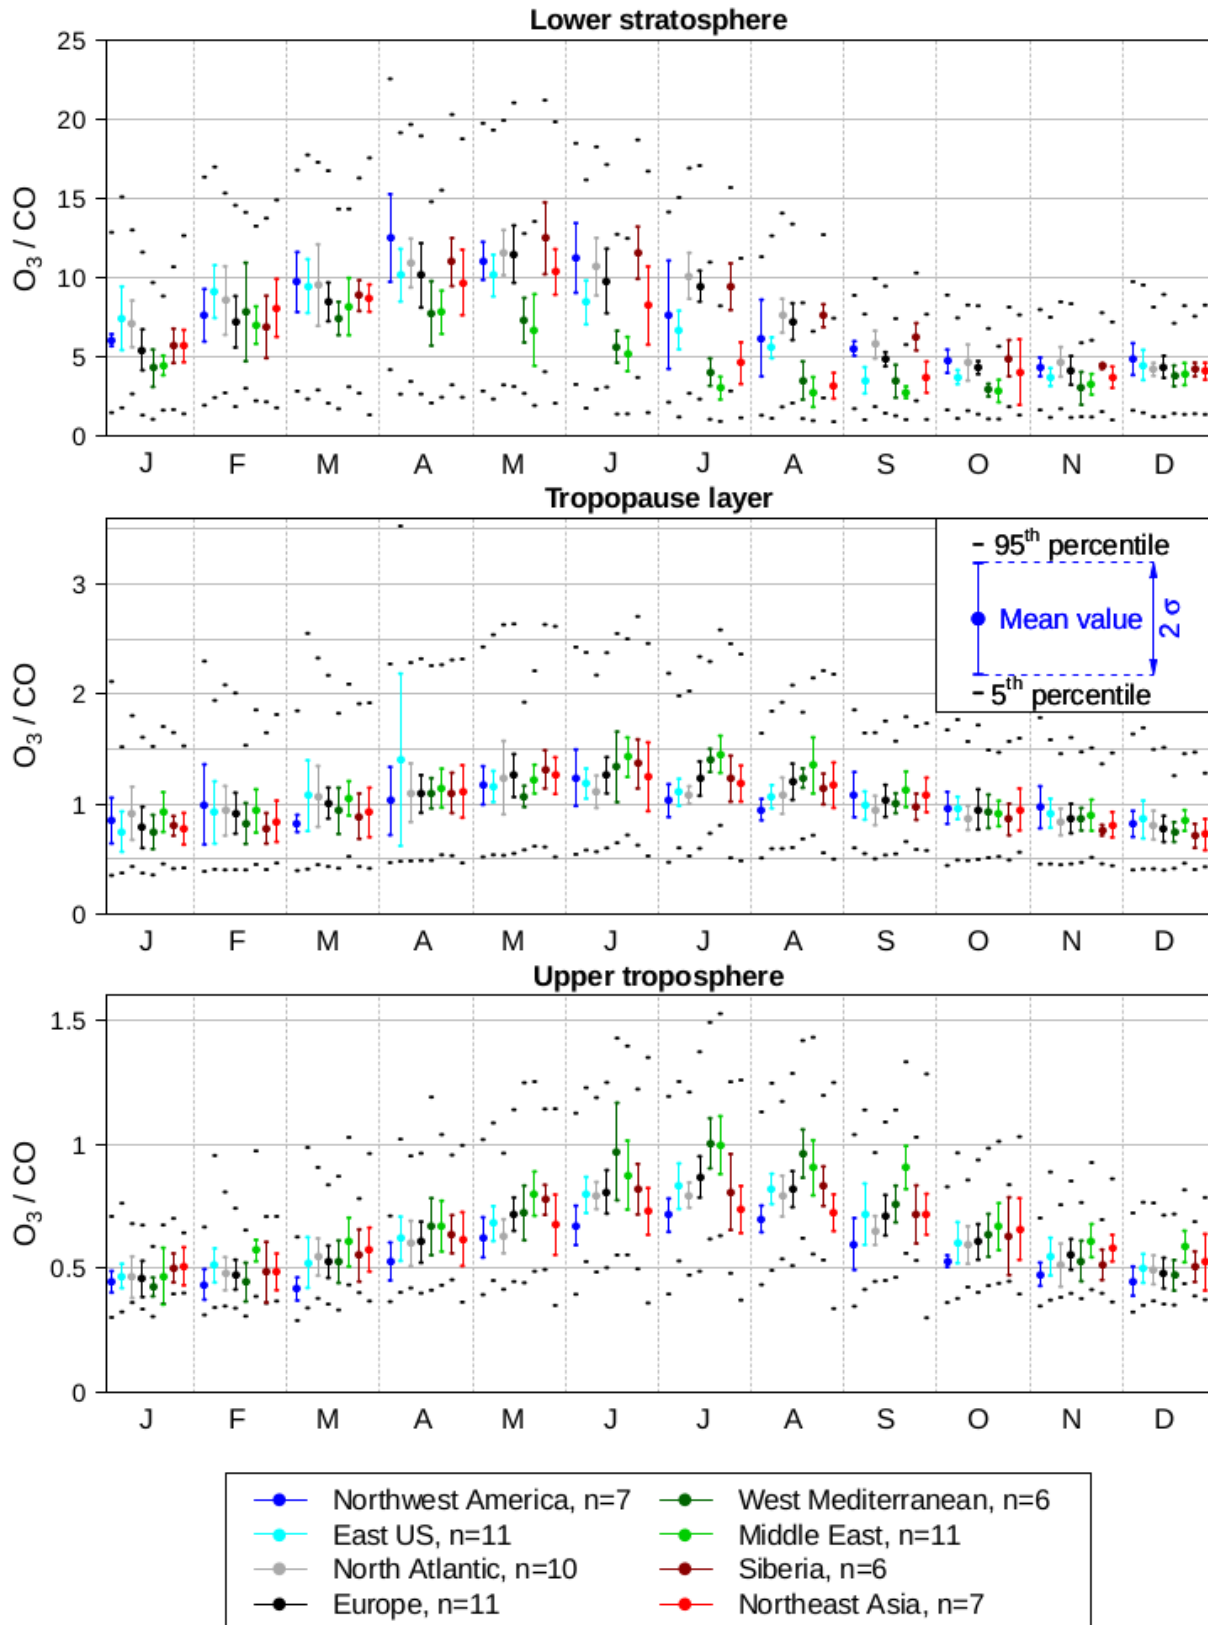 Lower stratosphere
25
20
15
10
5
0
O3 / CO
J F M A M J J A S O N D
Tropopause layer
3
2
1
0
O3 / CO
95th percentile
Mean value
2 σ
5th percentile
J F M A M J J A S O N D
Upper troposphere
1.5
1
0.5
0
O3 / CO
J F M A M J J A S O N D
Northwest America, n=7
East US, n=11
North Atlantic, n=10
Europe, n=11
West Mediterranean, n=6
Middle East, n=11
Siberia, n=6
Northeast Asia, n=7